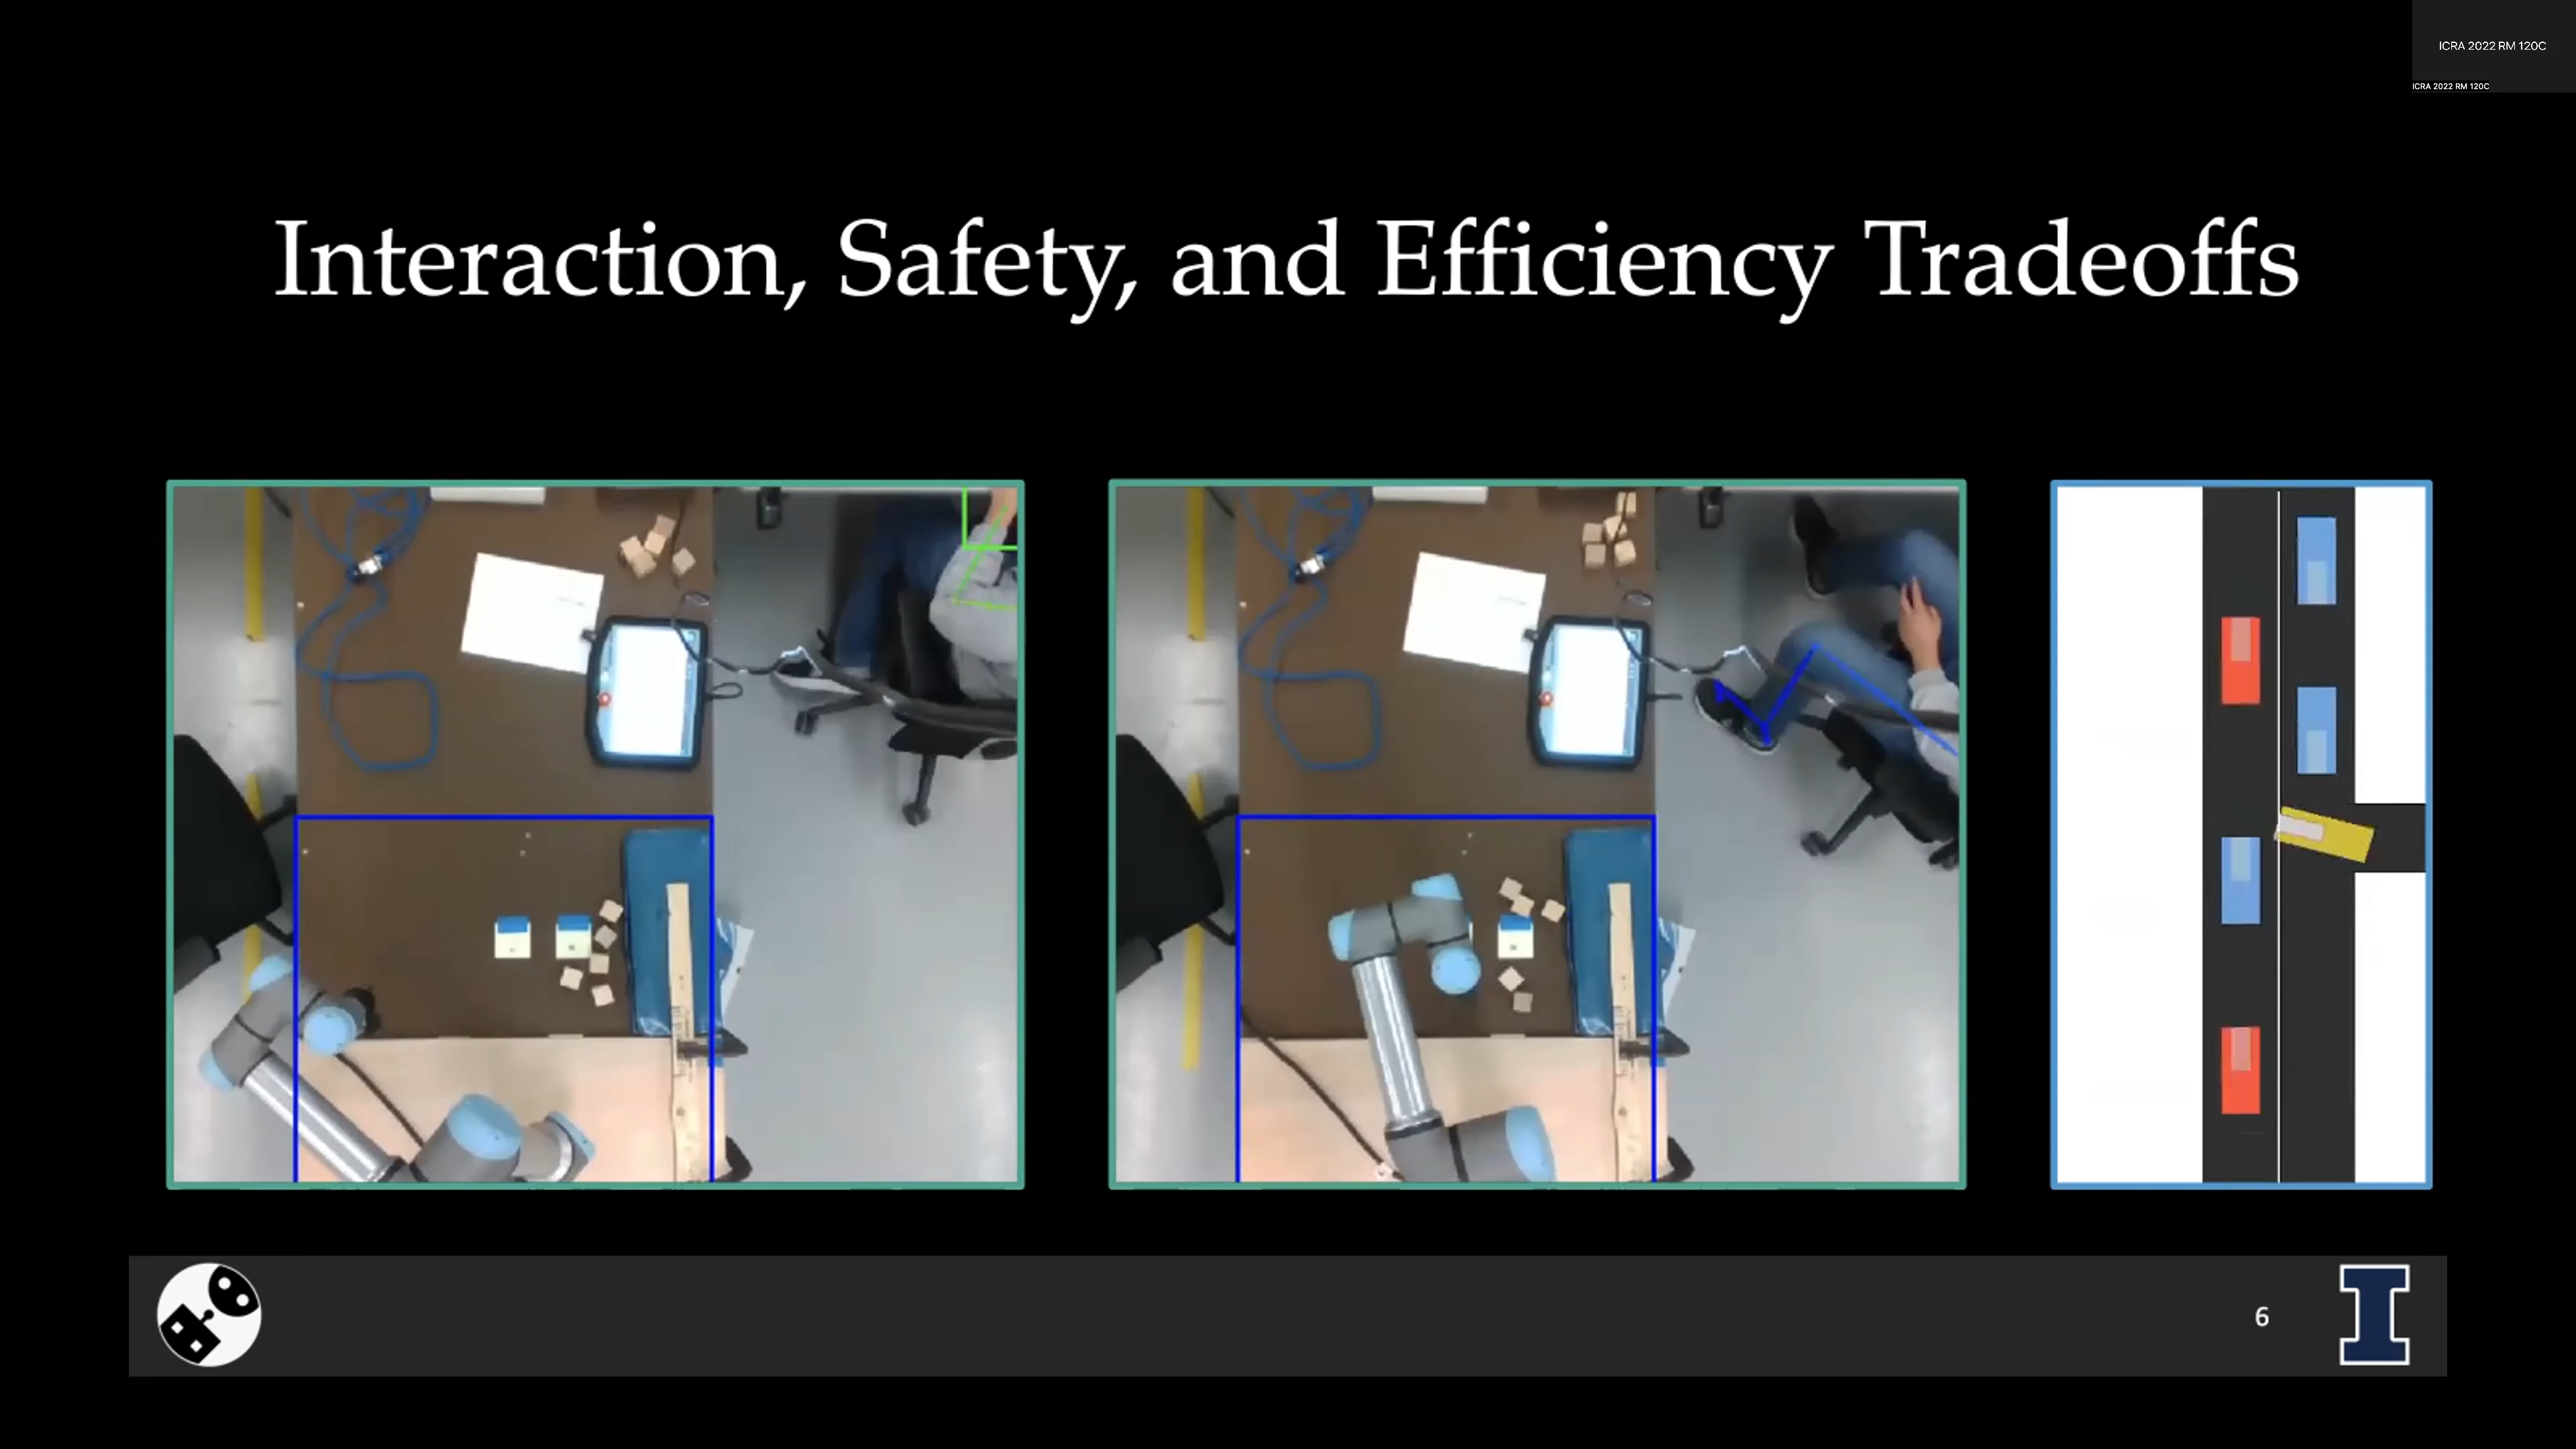 ICRA 2022 RM 120C
ICRA 2022 RM 120C
Interaction, Safety, and Efficiency Tradeoffs
6
I